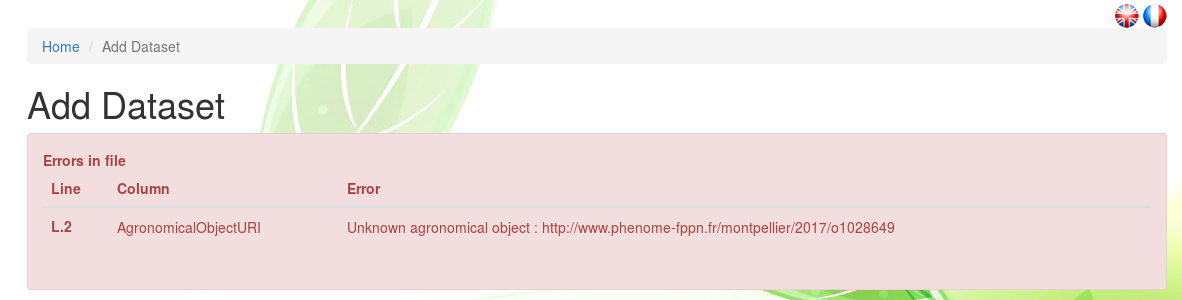 Home / Add Dataset
Add Dataset
Errors in file
Line Column Error
L.2 AgronomicalObjectURI Unknown agronomical object : http://www.phenome-fppn.fr/montpellier/2017/o1028649